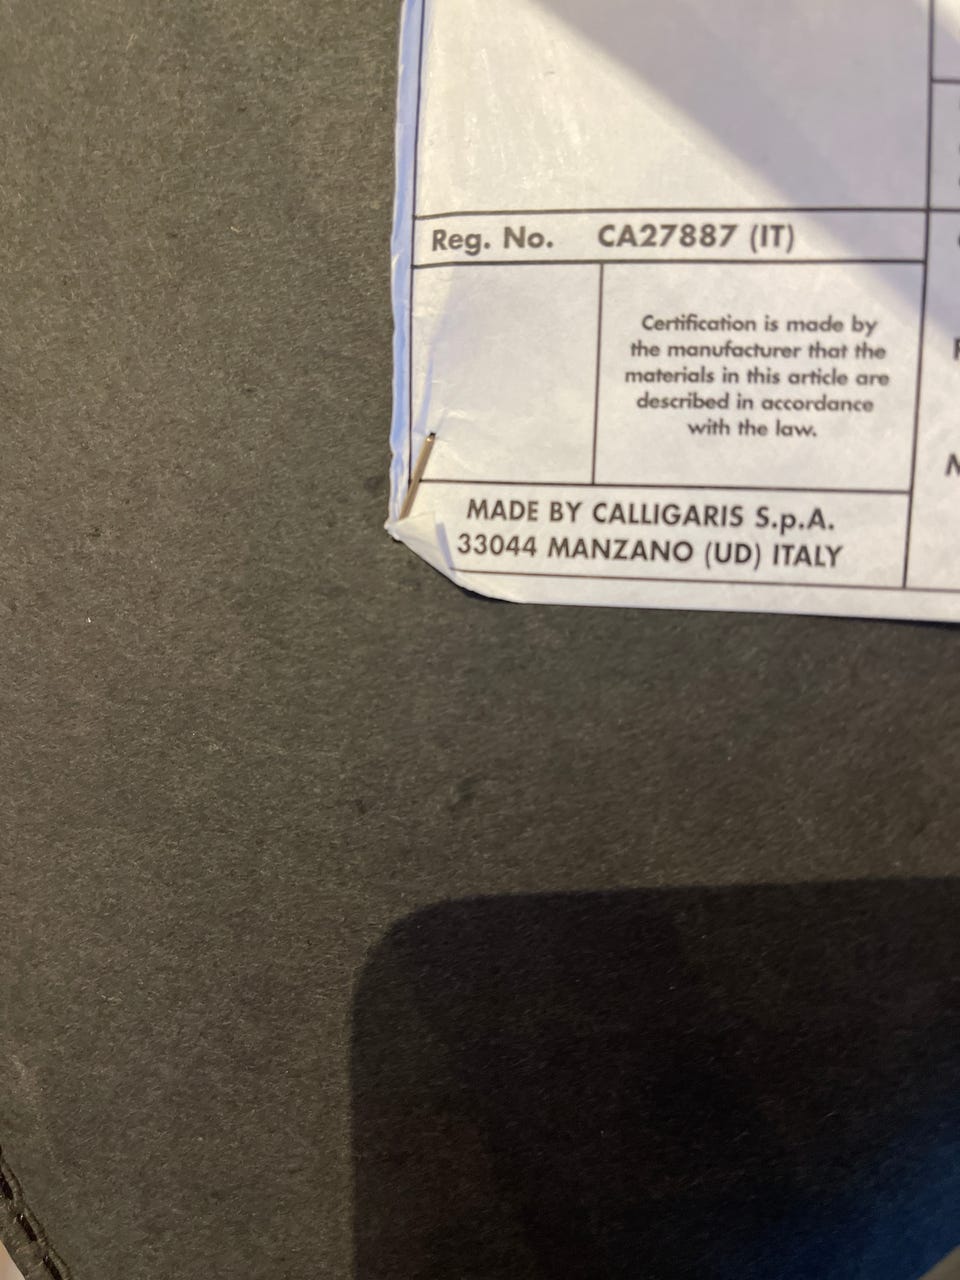 Reg. No. CA27887 (IT)
Certification is made by
the manufacturer that the
materials in this article are
described in accordance
with the law.
MADE BY CALLIGARIS S.p.A.
33044 MANZANO (UD) ITALY